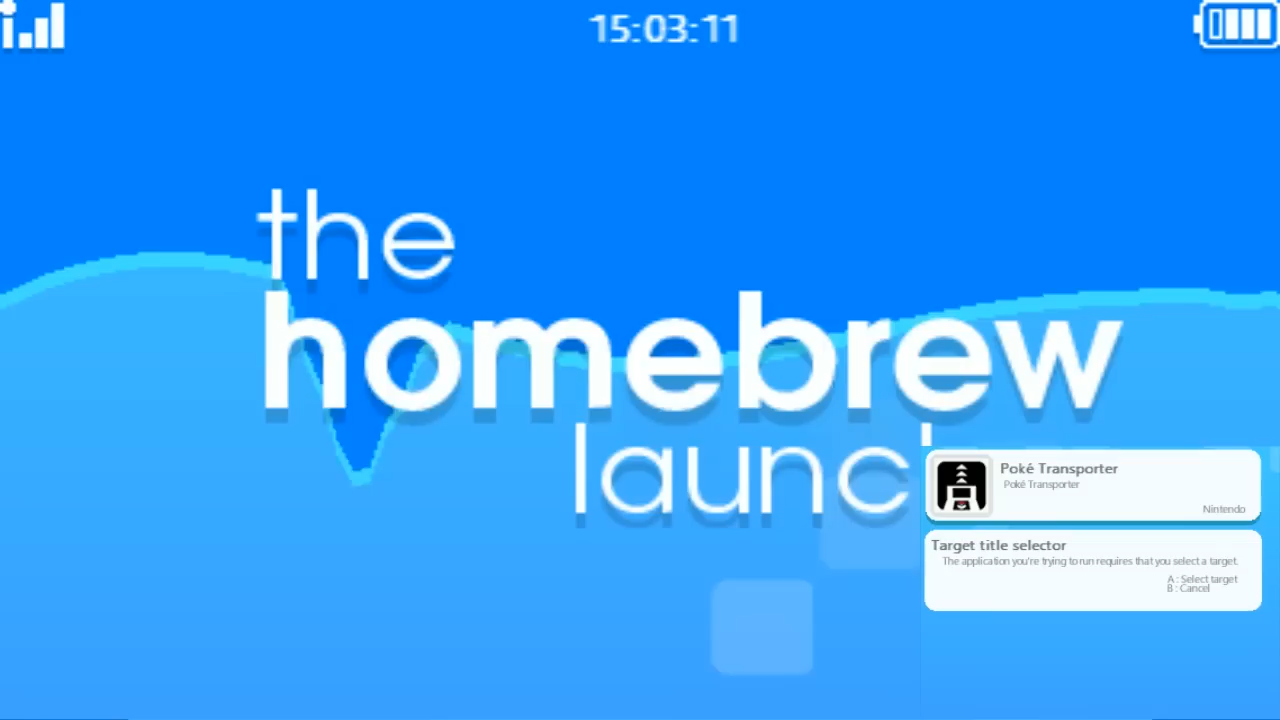 15:03:11
the
homebrew
launc
Poké Transporter
Poké Transporter
Nintendo
Target title selector
The application you're trying to run requires that you select a target.
A : Select target
B : Cancel